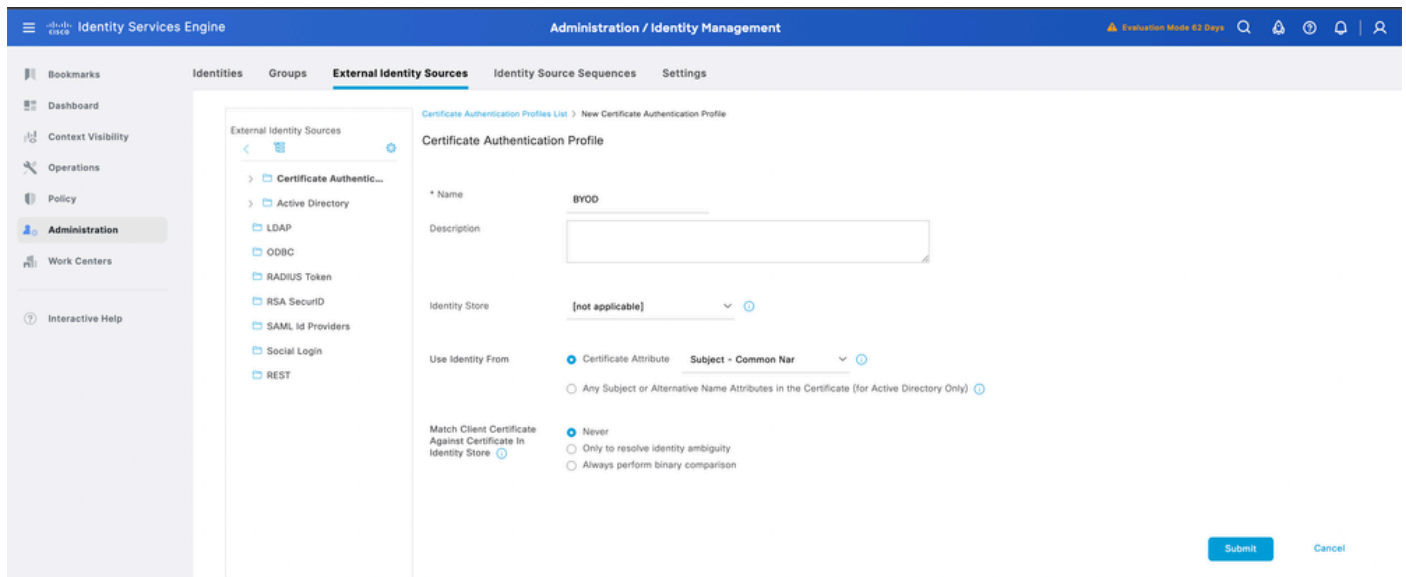 cisco Identity Services Engine
Administration / Identity Management
Evaluation Mode 62 Days
Bookmarks
Dashboard
Context Visibility
Operations
Policy
Administration
Work Centers
Interactive Help
Identities Groups External Identity Sources Identity Source Sequences Settings
External Identity Sources
Certificate Authentic...
Active Directory
LDAP
ODBC
RADIUS Token
RSA SecurID
SAML Id Providers
Social Login
REST
Certificate Authentication Profiles List > New Certificate Authentication Profile
Certificate Authentication Profile
* Name BYOD
Description
Identity Store [not applicable]
Use Identity From Certificate Attribute Subject - Common Nar
Any Subject or Alternative Name Attributes in the Certificate (for Active Directory Only)
Match Client Certificate
Against Certificate In
Identity Store
Never
Only to resolve identity ambiguity
Always perform binary comparison
Submit Cancel